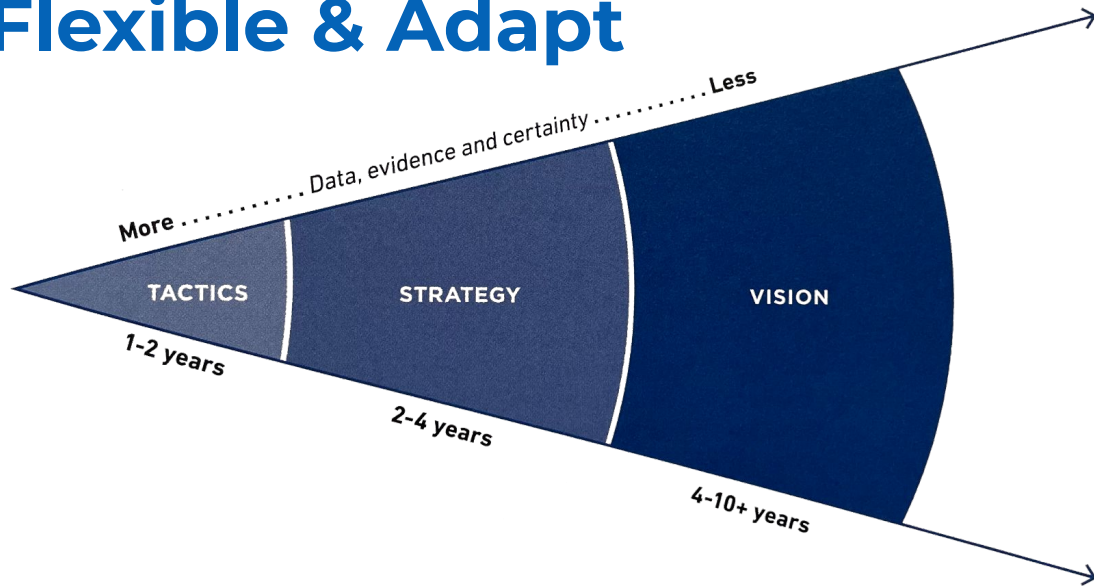 Flexible & Adapt
More ........... Data, evidence and certainty ........... Less
TACTICS
STRATEGY
VISION
1-2 years
2-4 years
4-10+ years